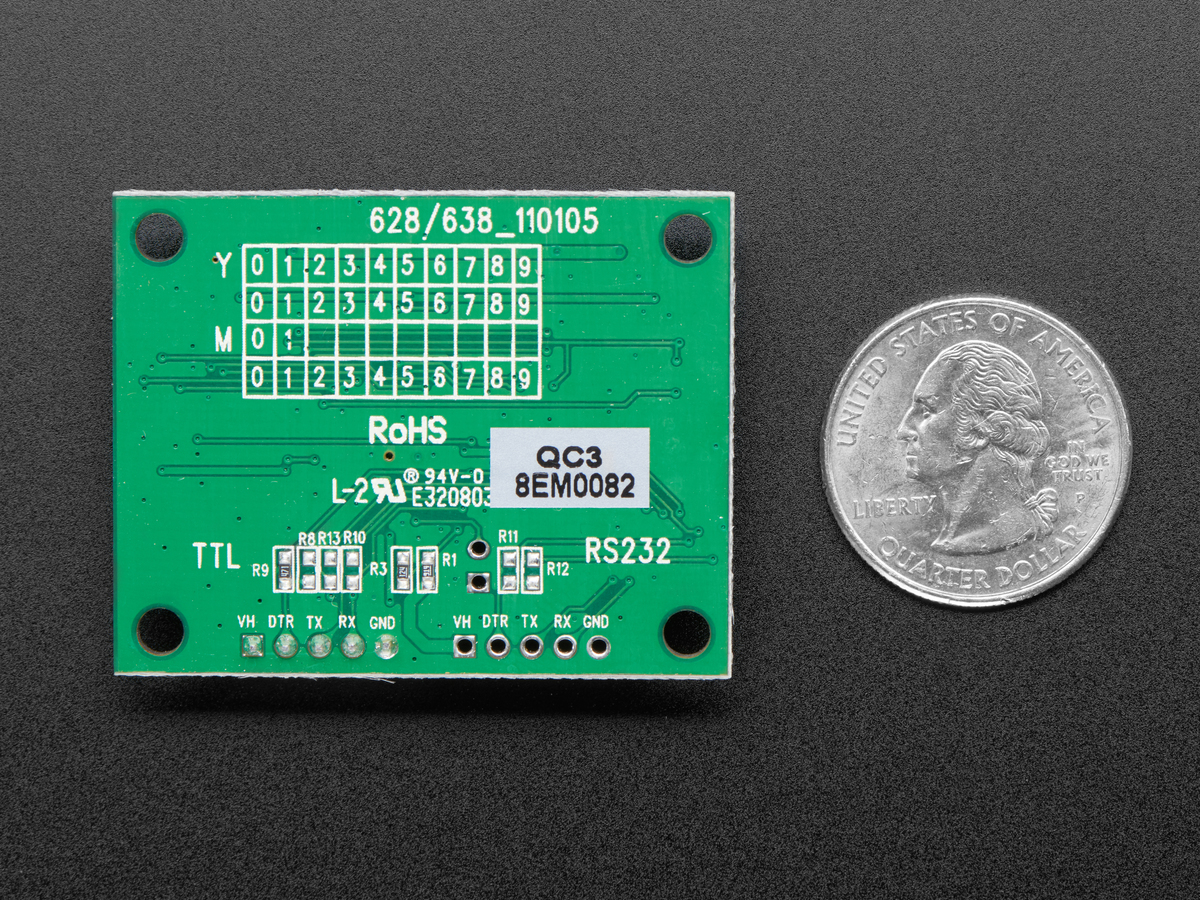 628/638_110105
Y 0 1 2 3 4 5 6 7 8 9
0 1 2 3 4 5 6 7 8 9
M 0 1
0 1 2 3 4 5 6 7 8 9
RoHS
QC3
8EM0082
® 94V-0
L-2 E320803
R8 R13 R10
R11
TTL
RS232
R9
R3
R1
R12
VH DTR TX RX GND
VH DTR TX RX GND
UNITED STATES OF AMERICA
IN
GOD WE
TRUST
P
LIBERTY
QUARTER DOLLAR